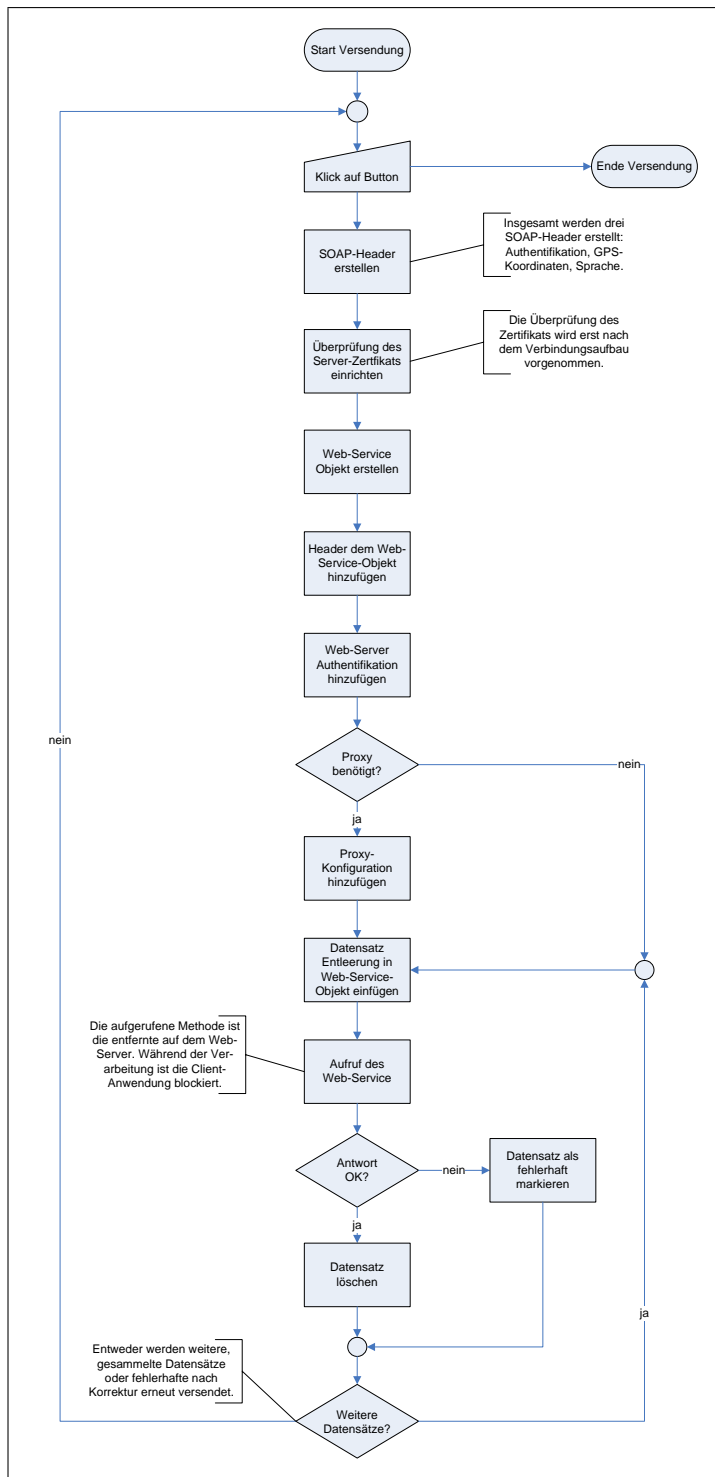 Start Versendung
Klick auf Button
Ende Versendung
SOAP-Header
erstellen
Insgesamt werden drei
SOAP-Header erstellt:
Authentifikation, GPS-
Koordinaten, Sprache.
Überprüfung des
Server-Zertfikats
einrichten
Die Überprüfung des
Zertifikats wird erst nach
dem Verbindungsaufbau
vorgenommen.
Web-Service
Objekt erstellen
Header dem Web-
Service-Objekt
hinzufügen
Web-Server
Authentifikation
hinzufügen
nein
Proxy
benötigt?
nein
ja
Proxy-
Konfiguration
hinzufügen
Datensatz
Entleerung in
Web-Service-
Objekt einfügen
Die aufgerufene Methode ist
die entfernte auf dem Web-
Server. Während der Ver-
arbeitung ist die Client-
Anwendung blockiert.
Aufruf des
Web-Service
Antwort
OK?
nein
Datensatz als
fehlerhaft
markieren
ja
Datensatz
löschen
ja
Entweder werden weitere,
gesammelte Datensätze
oder fehlerhafte nach
Korrektur erneut versendet.
Weitere
Datensätze?